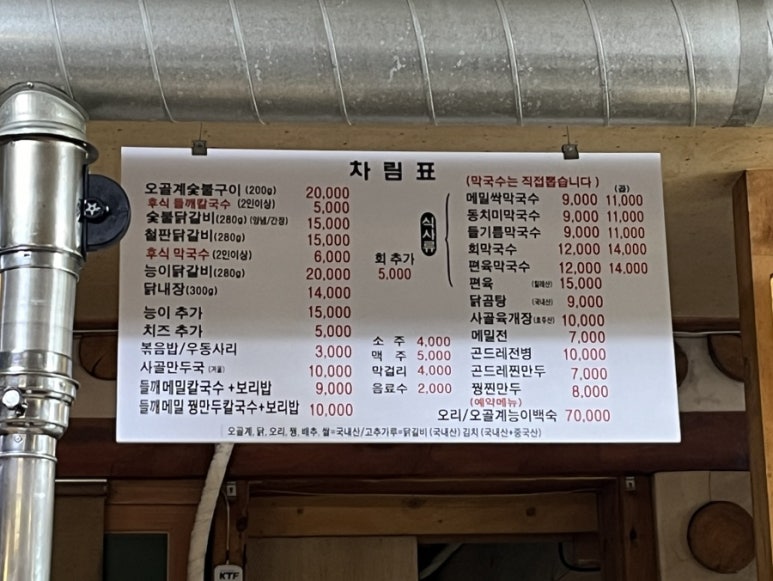 차림표
오골계숯불구이 (200g) 20,000
후식 들깨칼국수 (2인이상) 5,000
숯불닭갈비(280g) (양념/간장) 15,000
철판닭갈비(280g) 15,000
후식 막국수 (2인이상) 6,000
능이닭갈비(280g) 20,000
닭내장(300g) 14,000
능이 추가 15,000
치즈 추가 5,000
볶음밥/우동사리 3,000
사골만두국 (겨울) 10,000
들깨메밀칼국수+보리밥 9,000
들깨메밀 꿩만두칼국수+보리밥 10,000
회 추가
5,000
소 주 4,000
맥 주 5,000
막걸리 4,000
음료수 2,000
식사류
(막국수는 직접뽑습니다)
(곱)
메밀싹막국수 9,000 11,000
동치미막국수 9,000 11,000
들기름막국수 9,000 11,000
회막국수 12,000 14,000
편육막국수 12,000 14,000
편육 (칠레산) 15,000
닭곰탕 (국내산) 9,000
사골육개장(호주산) 10,000
메밀전 7,000
곤드레전병 10,000
곤드레찐만두 7,000
꿩찐만두 8,000
(예약메뉴)
오리/오골계능이백숙 70,000
오골계, 닭, 오리, 꿩, 배추, 쌀=국내산/고추가루=닭갈비(국내산) 김치(국내산+중국산)
KTF